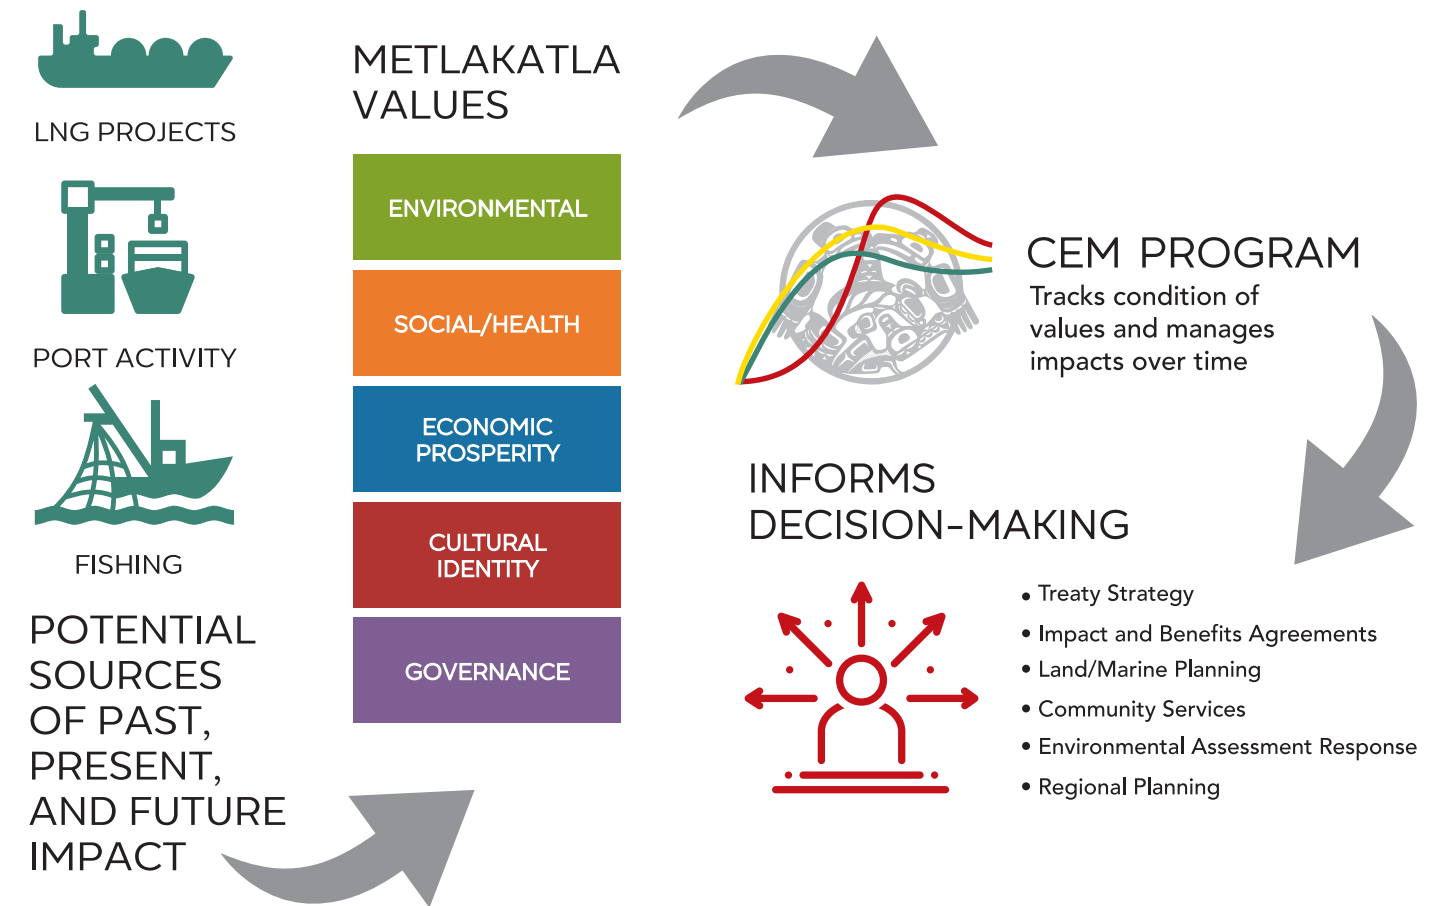 LNG PROJECTS
PORT ACTIVITY
FISHING
POTENTIAL
SOURCES
OF PAST,
PRESENT,
AND FUTURE
IMPACT
METLAKATLA
VALUES
ENVIRONMENTAL
SOCIAL/HEALTH
ECONOMIC
PROSPERITY
CULTURAL
IDENTITY
GOVERNANCE
CEM PROGRAM
Tracks condition of
values and manages
impacts over time
INFORMS
DECISION-MAKING
• Treaty Strategy
• Impact and Benefits Agreements
• Land/Marine Planning
• Community Services
• Environmental Assessment Response
• Regional Planning